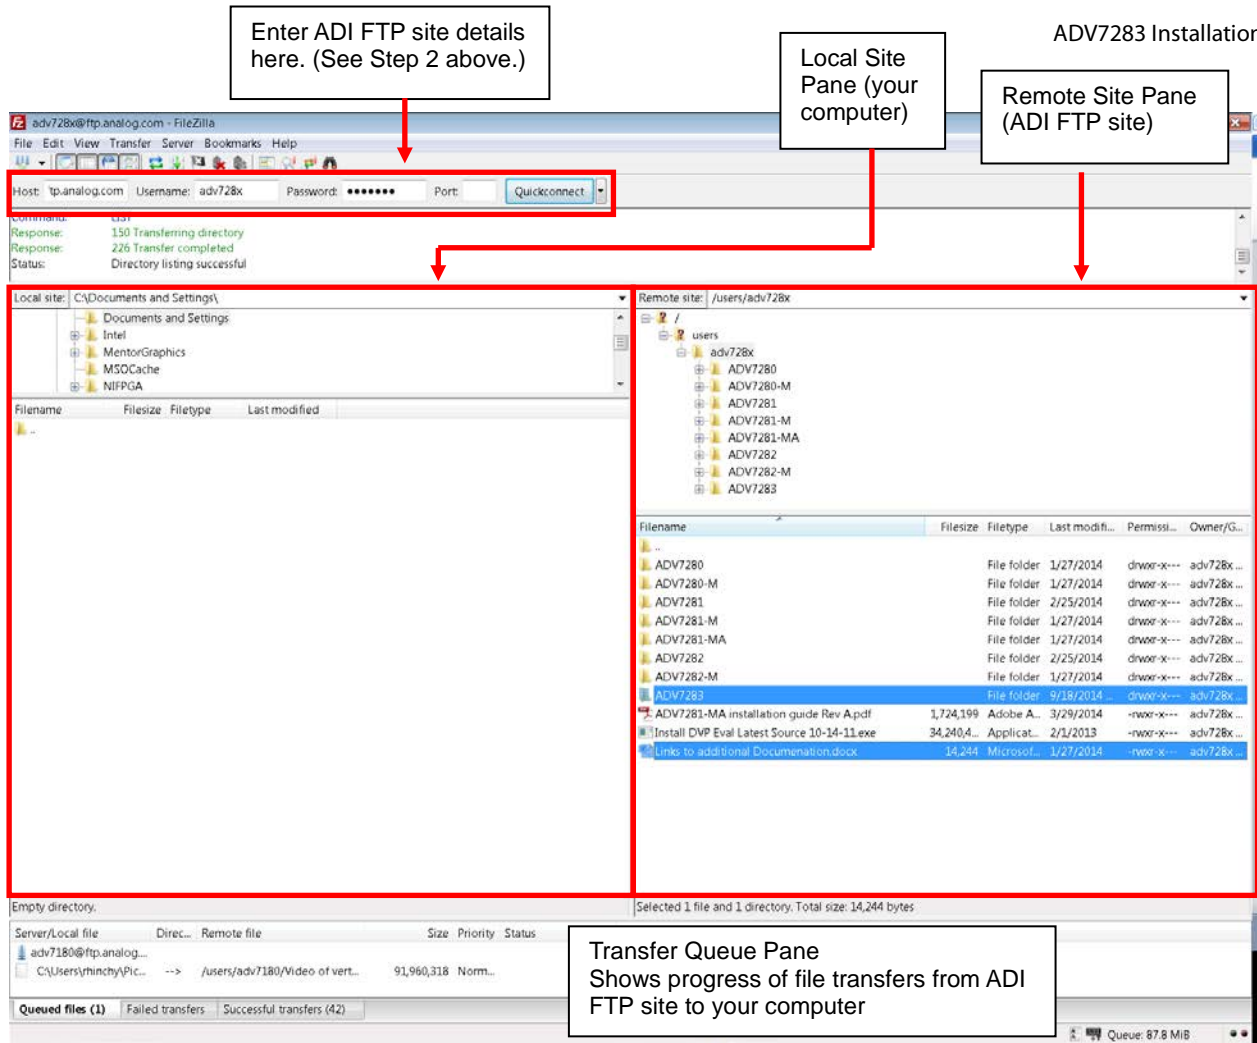 Enter ADI FTP site details
here. (See Step 2 above.)
ADV7283 Installation
Local Site
Pane (your
computer)
Remote Site Pane
(ADI FTP site)
adv728x@ftp.analog.com - FileZilla
File Edit View Transfer Server Bookmarks Help
Host: tp.analog.com Username: adv728x Password: ●●●●●●● Port: Quickconnect
Command: LIST
Response: 150 Transferring directory
Response: 226 Transfer completed
Status: Directory listing successful
Local site: C:\Documents and Settings\
Documents and Settings
Intel
MentorGraphics
MSOCache
NIFPGA
Filename Filesize Filetype Last modified
..
Empty directory.
Remote site: /users/adv728x
/
users
adv728x
ADV7280
ADV7280-M
ADV7281
ADV7281-M
ADV7281-MA
ADV7282
ADV7282-M
ADV7283
Filename Filesize Filetype Last modifi... Permissi... Owner/G...
..
ADV7280 File folder 1/27/2014 drwxr-x--- adv728x ...
ADV7280-M File folder 1/27/2014 drwxr-x--- adv728x ...
ADV7281 File folder 2/25/2014 drwxr-x--- adv728x ...
ADV7281-M File folder 1/27/2014 drwxr-x--- adv728x ...
ADV7281-MA File folder 1/27/2014 drwxr-x--- adv728x ...
ADV7282 File folder 2/25/2014 drwxr-x--- adv728x ...
ADV7282-M File folder 1/27/2014 drwxr-x--- adv728x ...
ADV7283 File folder 9/18/2014 ... drwxr-x--- adv728x ...
ADV7281-MA installation guide Rev A.pdf 1,724,199 Adobe A... 3/29/2014 -rwxr-x--- adv728x ...
Install DVP Eval Latest Source 10-14-11.exe 34,240,4... Applicat... 2/1/2013 -rwxr-x--- adv728x ...
Links to additional Documenation.docx 14,244 Microsof... 1/27/2014 -rwxr-x--- adv728x ...
Selected 1 file and 1 directory. Total size: 14,244 bytes
Server/Local file Direc... Remote file Size Priority Status
adv7180@ftp.analog...
C:\Users\rhinchy\Pic... --> /users/adv7180/Video of vert... 91,960,318 Norm...
Transfer Queue Pane
Shows progress of file transfers from ADI
FTP site to your computer
Queued files (1) Failed transfers Successful transfers (42)
Queue: 87.8 MiB